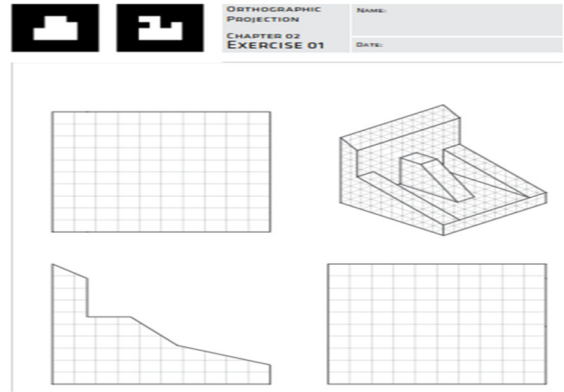 ORTHOGRAPHIC
PROJECTION
CHAPTER 02
EXERCISE 01
NAME:
DATE: